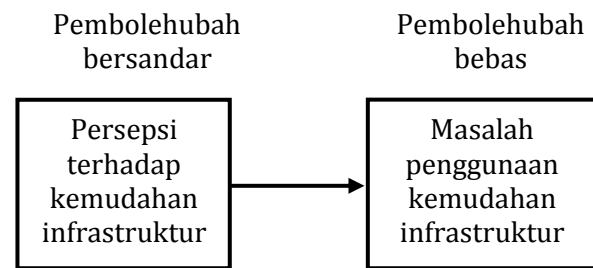 Pembolehubah
bersandar
Pembolehubah
bebas
Persepsi
terhadap
kemudahan
infrastruktur
Masalah
penggunaan
kemudahan
infrastruktur